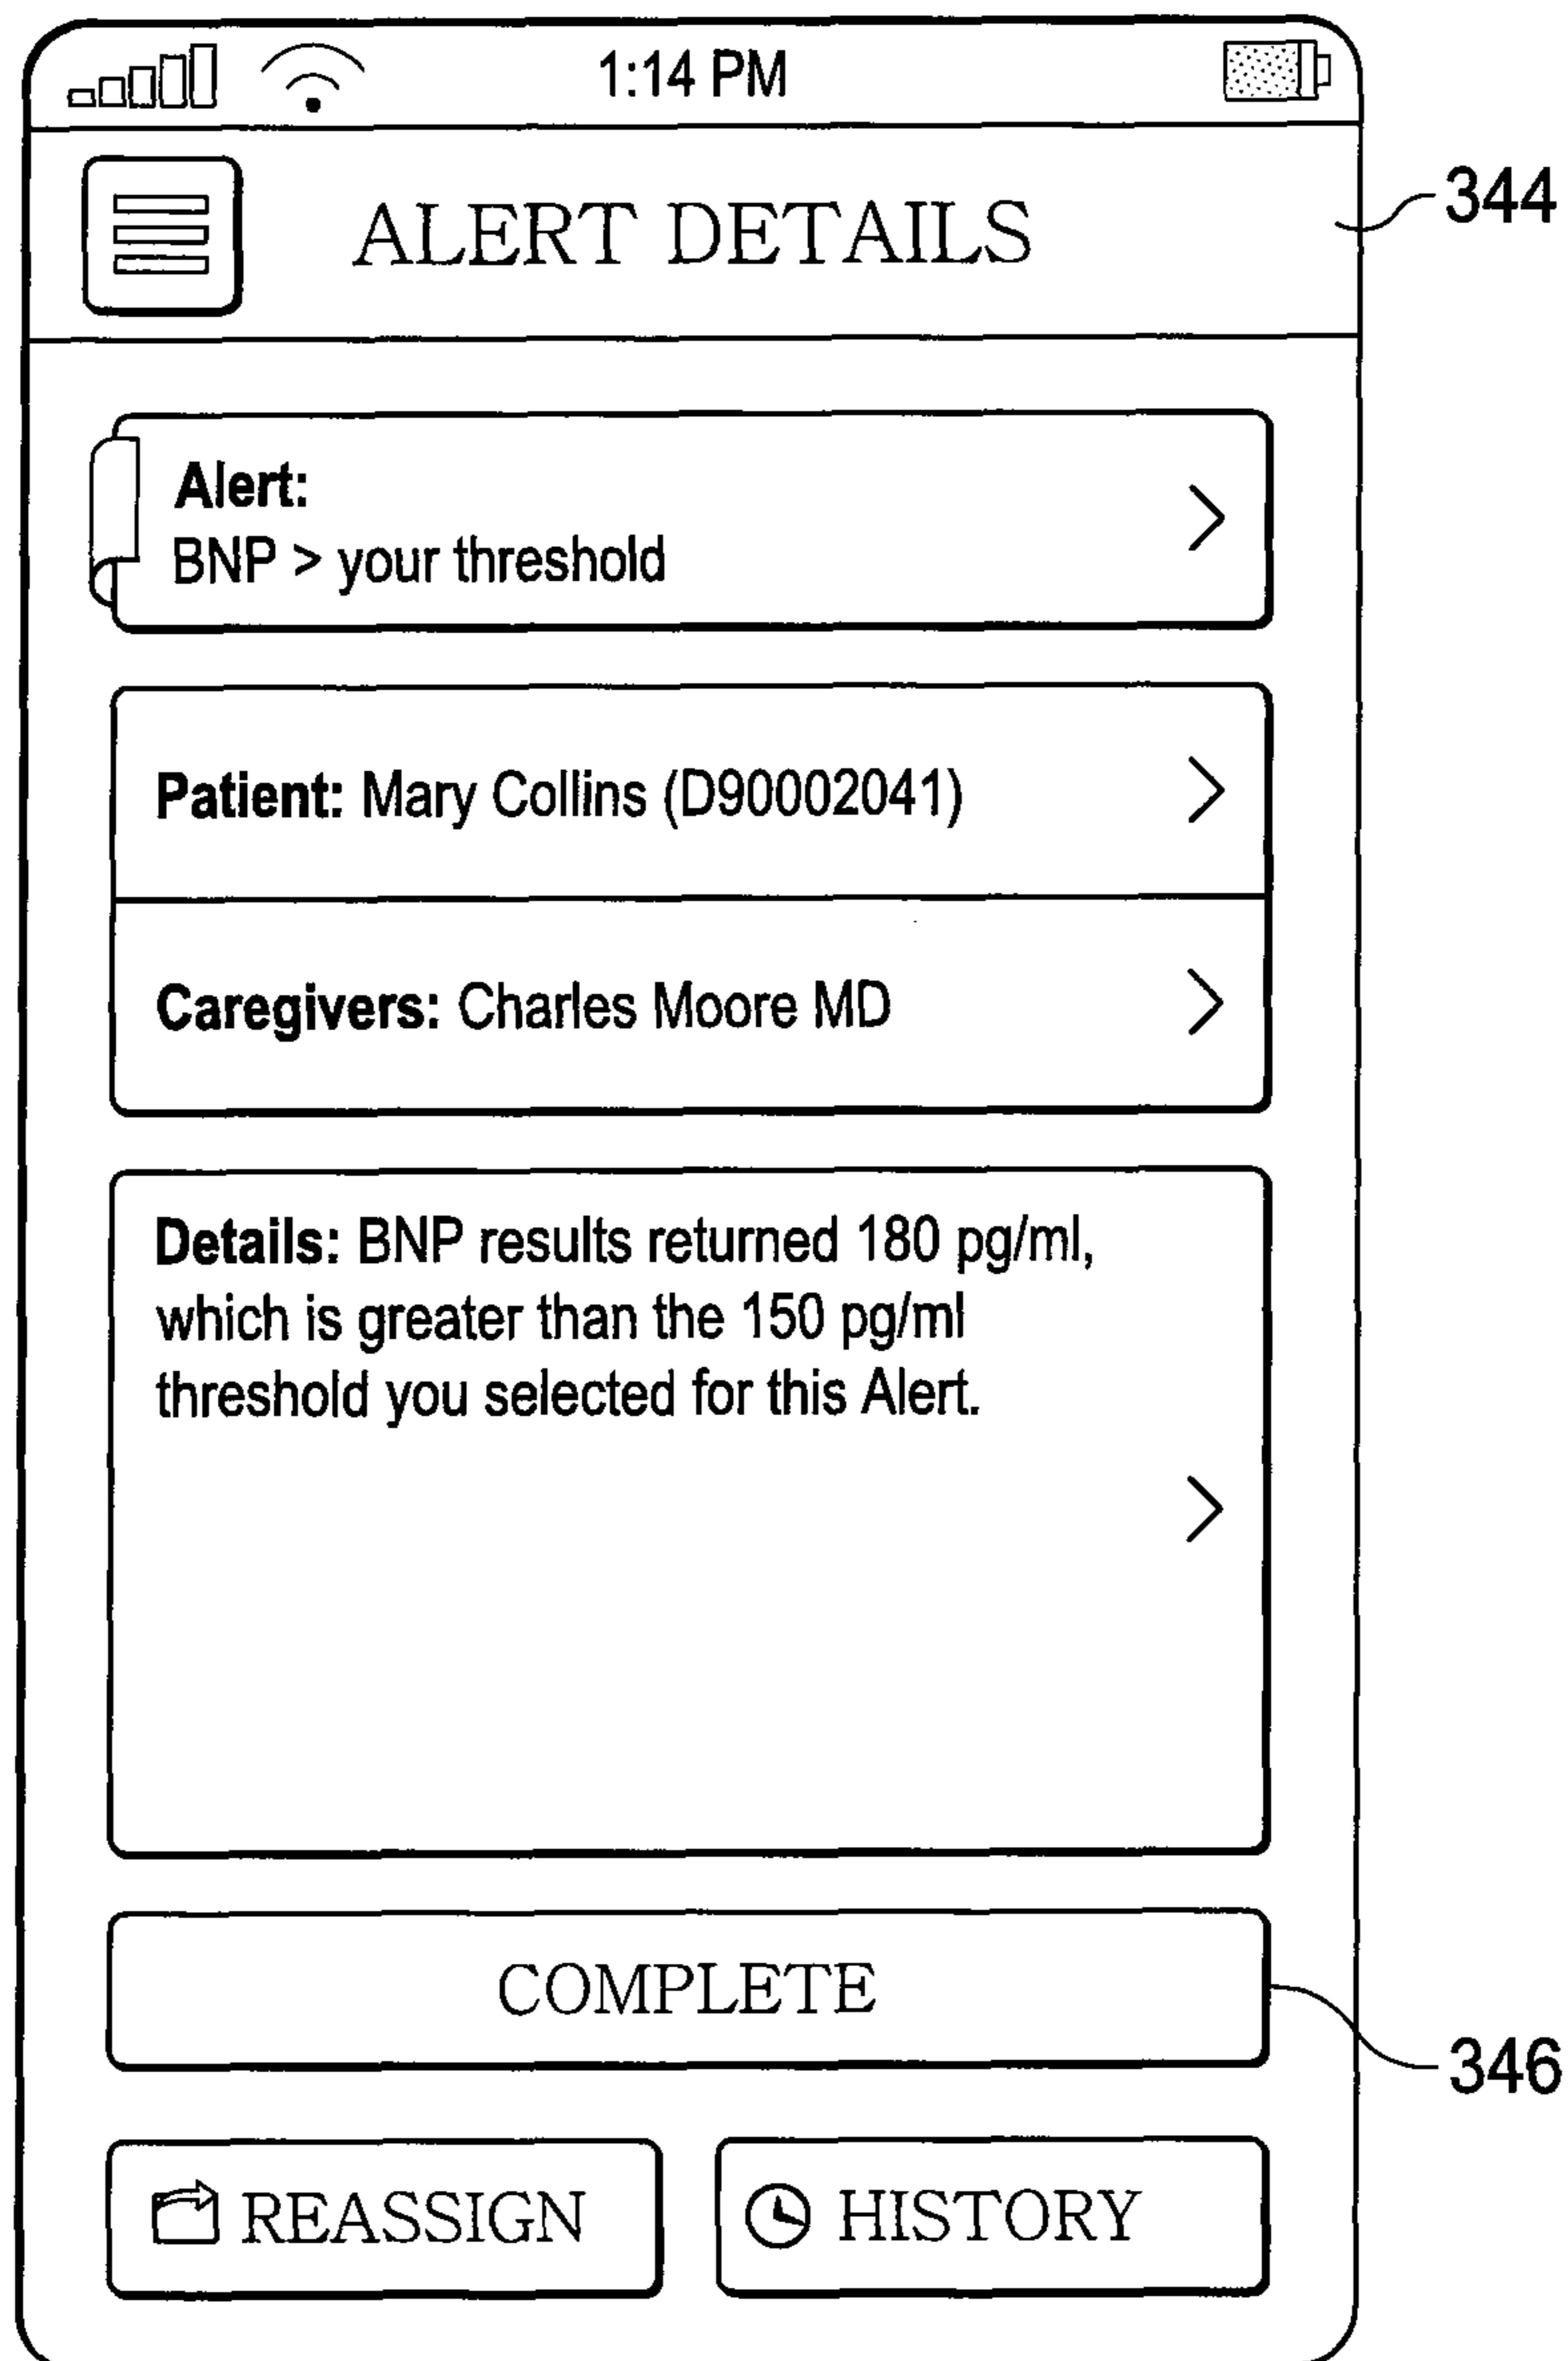 1:14 PM
ALERT DETAILS
344
Alert:
BNP > your threshold
Patient: Mary Collins (D90002041)
Caregivers: Charles Moore MD
Details: BNP results returned 180 pg/ml,
which is greater than the 150 pg/ml
threshold you selected for this Alert.
COMPLETE
346
REASSIGN
HISTORY